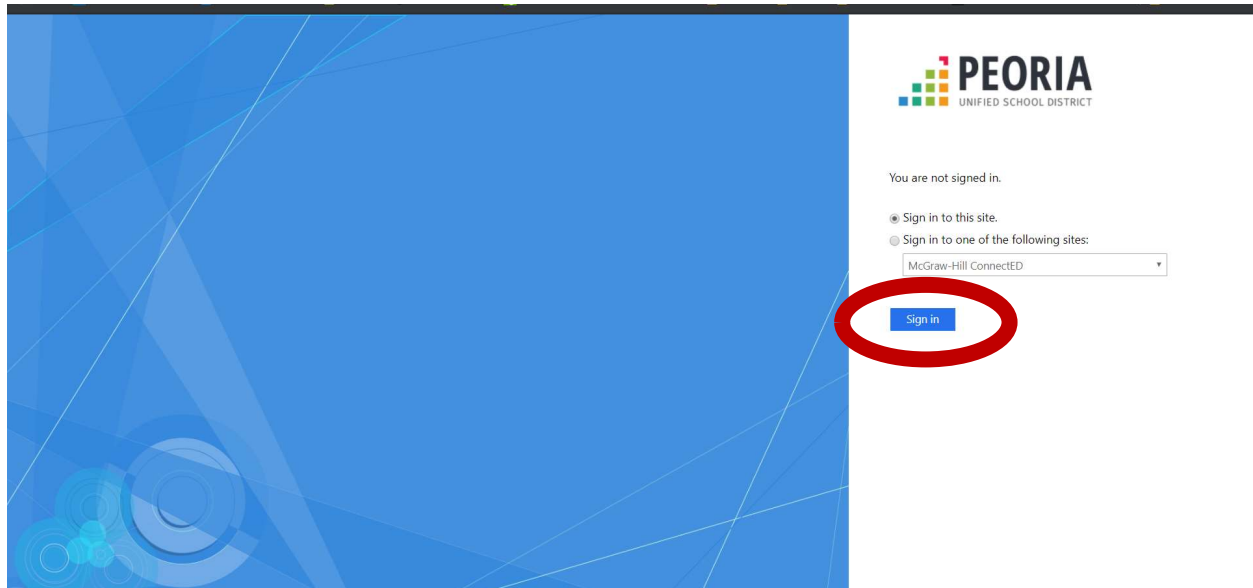 PEORIA
UNIFIED SCHOOL DISTRICT
You are not signed in.
Sign in to this site.
Sign in to one of the following sites:
McGraw-Hill ConnectED
Sign in